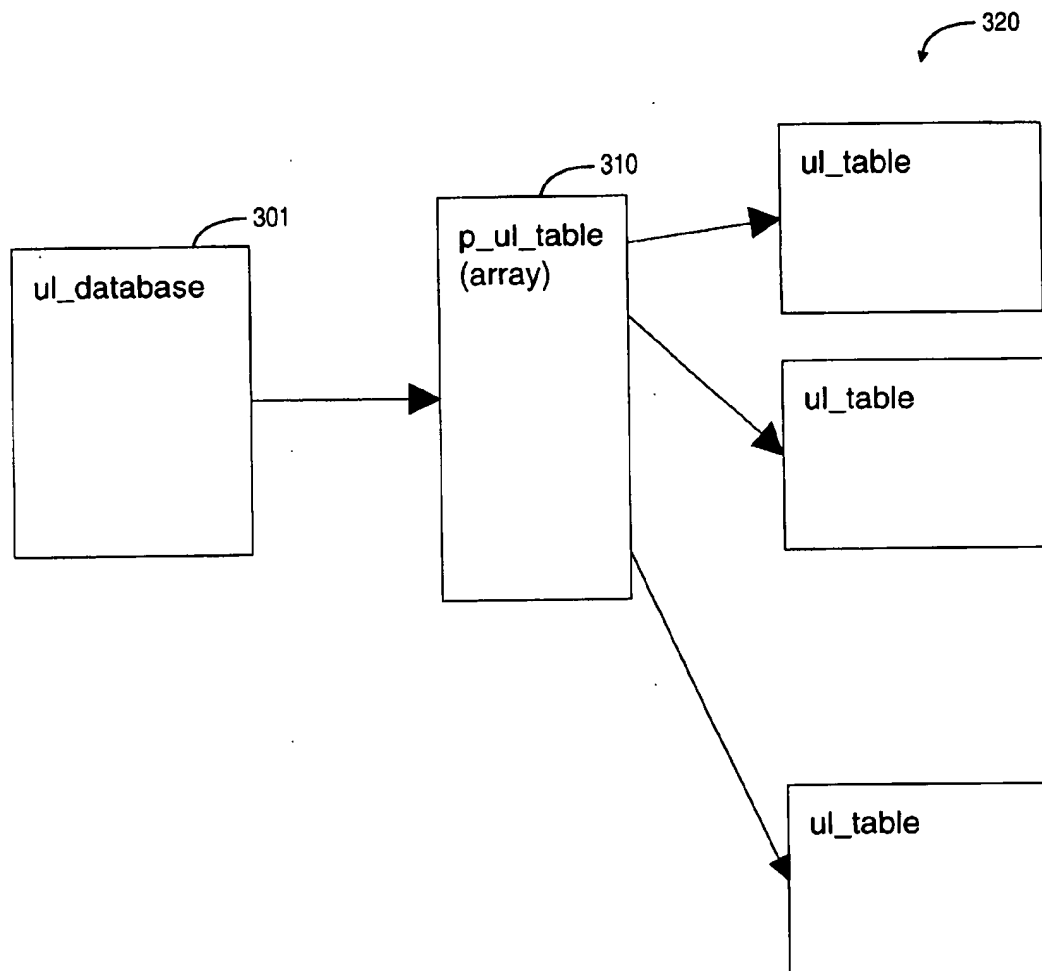 320
ul_table
310
p_ul_table
(array)
301
ul_database
ul_table
ul_table